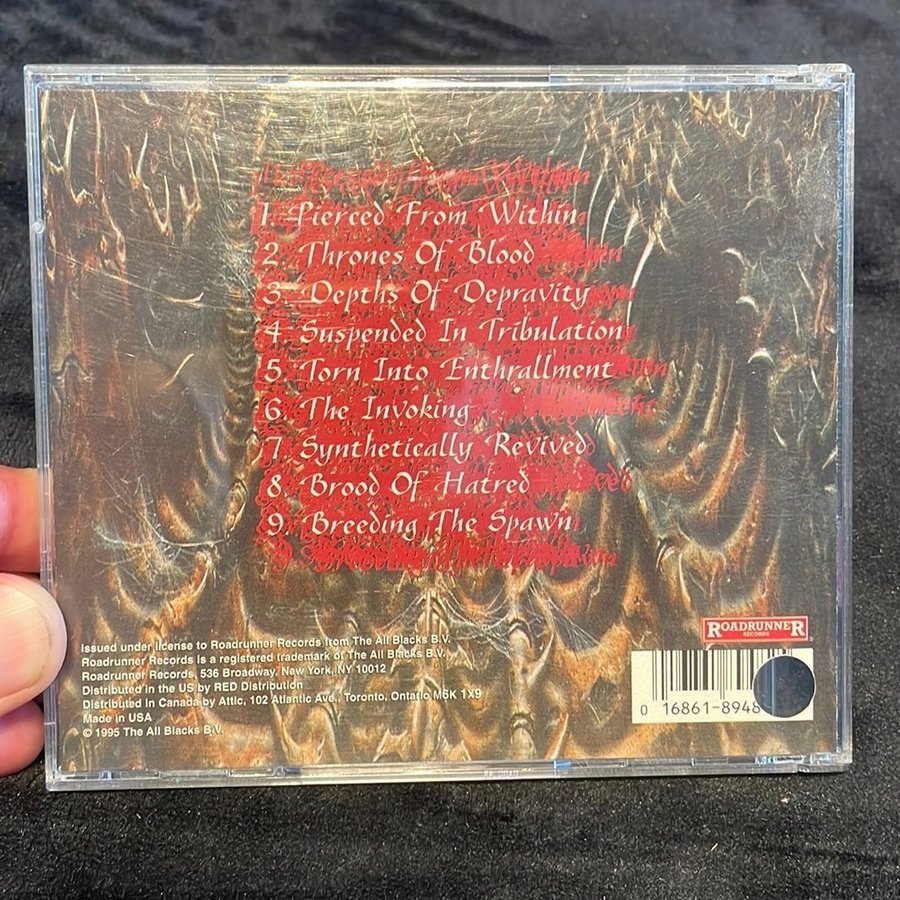 1. Pierced From Within
2. Thrones Of Blood
3. Depths Of Depravity
4. Suspended In Tribulation
5. Torn Into Enthrallment
6. The Invoking
7. Synthetically Revived
8. Brood Of Hatred
9. Breeding The Spawn
Issued under license to Roadrunner Records from The All Blacks B.V.
Roadrunner Records is a registered trademark of The All Blacks B.V.
Roadrunner Records, 536 Broadway, New York, NY 10012
Distributed in the US by RED Distribution
Distributed in Canada by Attic, 102 Atlantic Ave., Toronto, Ontatio M6K 1X9
Made in USA
© 1995 The All Blacks B.V.
ROADRUNNER
RECORDS
0 16861-8948